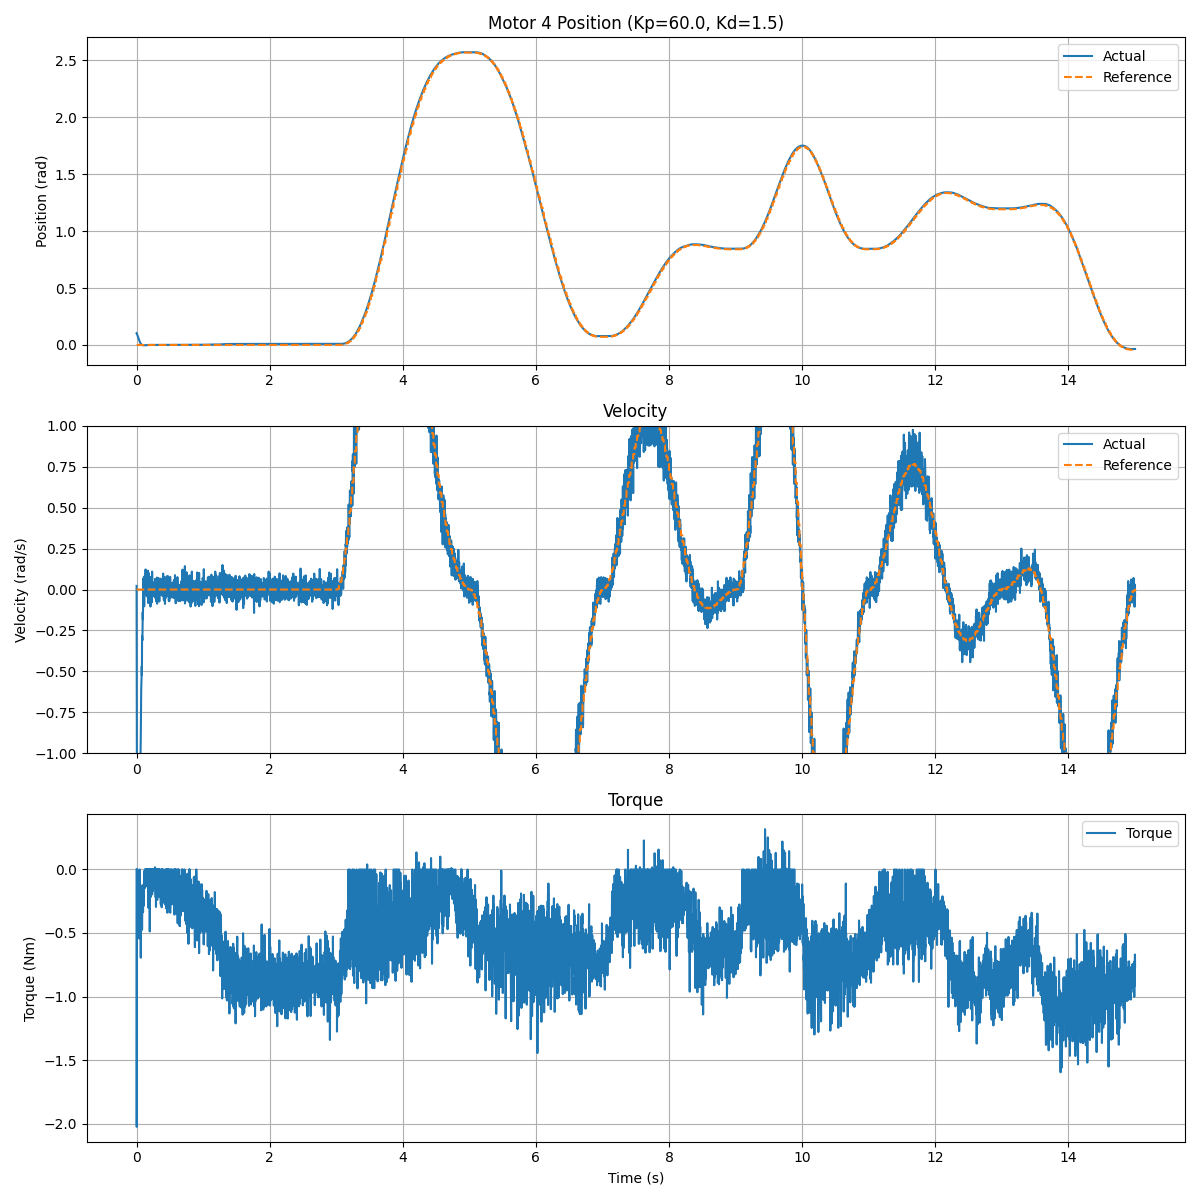 Motor 4 Position (Kp=60.0, Kd=1.5)
Position (rad)
2.5
2.0
1.5
1.0
0.5
0.0
Actual
Reference
0 2 4 6 8 10 12 14
Velocity
Velocity (rad/s)
1.00
0.75
0.50
0.25
0.00
−0.25
−0.50
−0.75
−1.00
Actual
Reference
0 2 4 6 8 10 12 14
Torque
Torque (Nm)
0.0
−0.5
−1.0
−1.5
−2.0
Torque
0 2 4 6 8 10 12 14
Time (s)